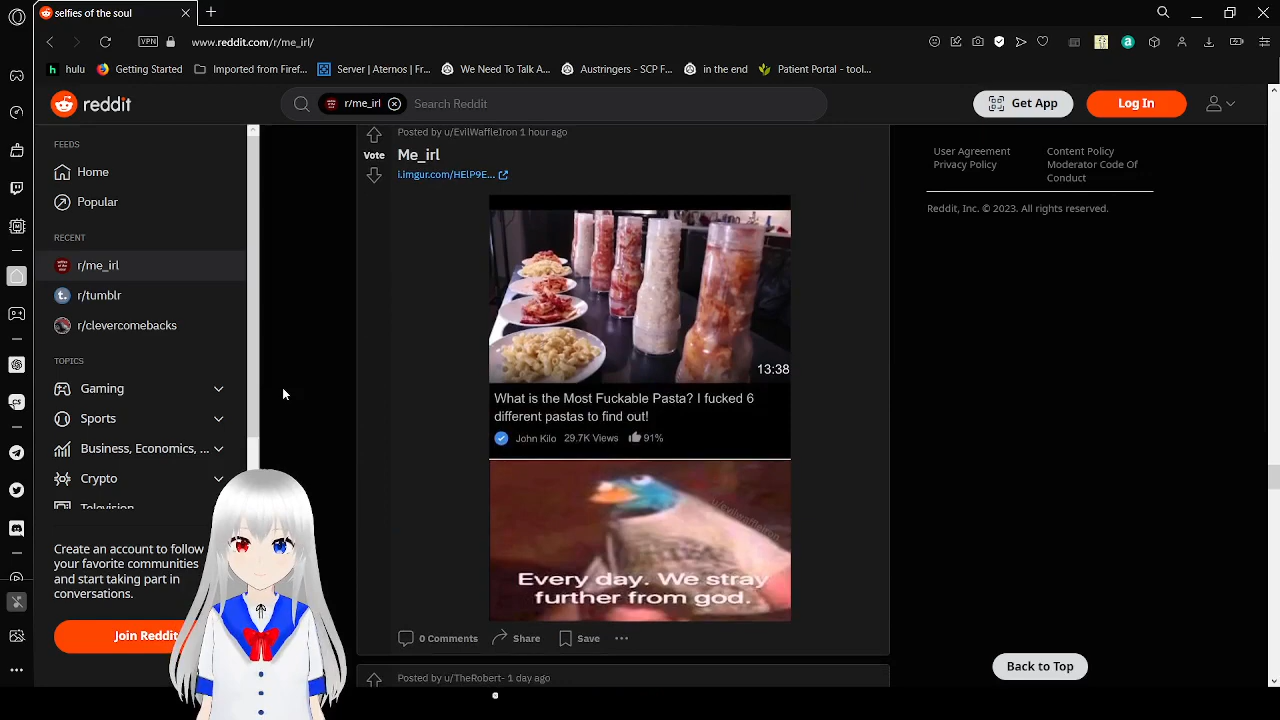 selfies of the soul
VPN
www.reddit.com/r/me_irl/
hulu
Getting Started
Imported from Firef...
Server | Aternos | Fr...
We Need To Talk A...
Austringers - SCP F...
in the end
Patient Portal - tool...
reddit
r/me_irl
Search Reddit
Get App
Log In
FEEDS
Home
Popular
RECENT
r/me_irl
r/tumblr
r/clevercomebacks
TOPICS
Gaming
Sports
Business, Economics, ...
Crypto
Television
Create an account to follow
your favorite communities
and start taking part in
conversations.
Join Reddit
Posted by u/EvilWaffleIron 1 hour ago
Vote
Me_irl
i.imgur.com/HElP9E...
13:38
What is the Most Fuckable Pasta? I fucked 6
different pastas to find out!
John Kilo 29.7K Views 91%
u/evilwaffleiron
Every day. We stray
further from god.
0 Comments
Share
Save
Posted by u/TheRobert- 1 day ago
User Agreement
Privacy Policy
Content Policy
Moderator Code Of
Conduct
Reddit, Inc. © 2023. All rights reserved.
Back to Top